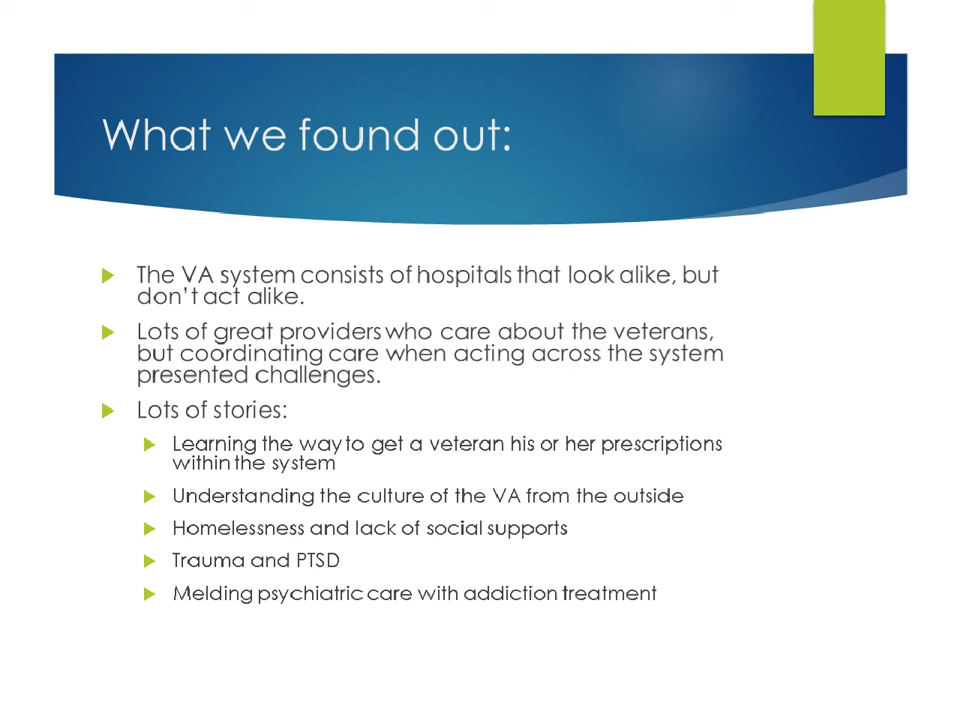 What we found out:
The VA system consists of hospitals that look alike, but
don't act alike.
Lots of great providers who care about the veterans,
but coordinating care when acting across the system
presented challenges.
Lots of stories:
Learning the way to get a veteran his or her prescriptions
within the system
Understanding the culture of the VA from the outside
Homelessness and lack of social supports
Trauma and PTSD
Melding psychiatric care with addiction treatment